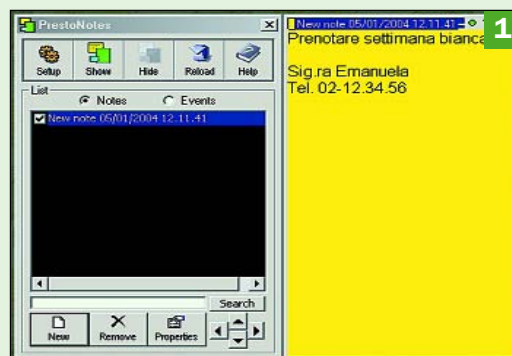 PrestoNotes
Setup Show Hide Reload Help
List
Notes Events
New note 05/01/2004 12.11.41
Search
New Remove Properties
New note 05/01/2004 12.11.41
1
Prenotare settimana bianca
Sig.ra Emanuela
Tel. 02-12.34.56